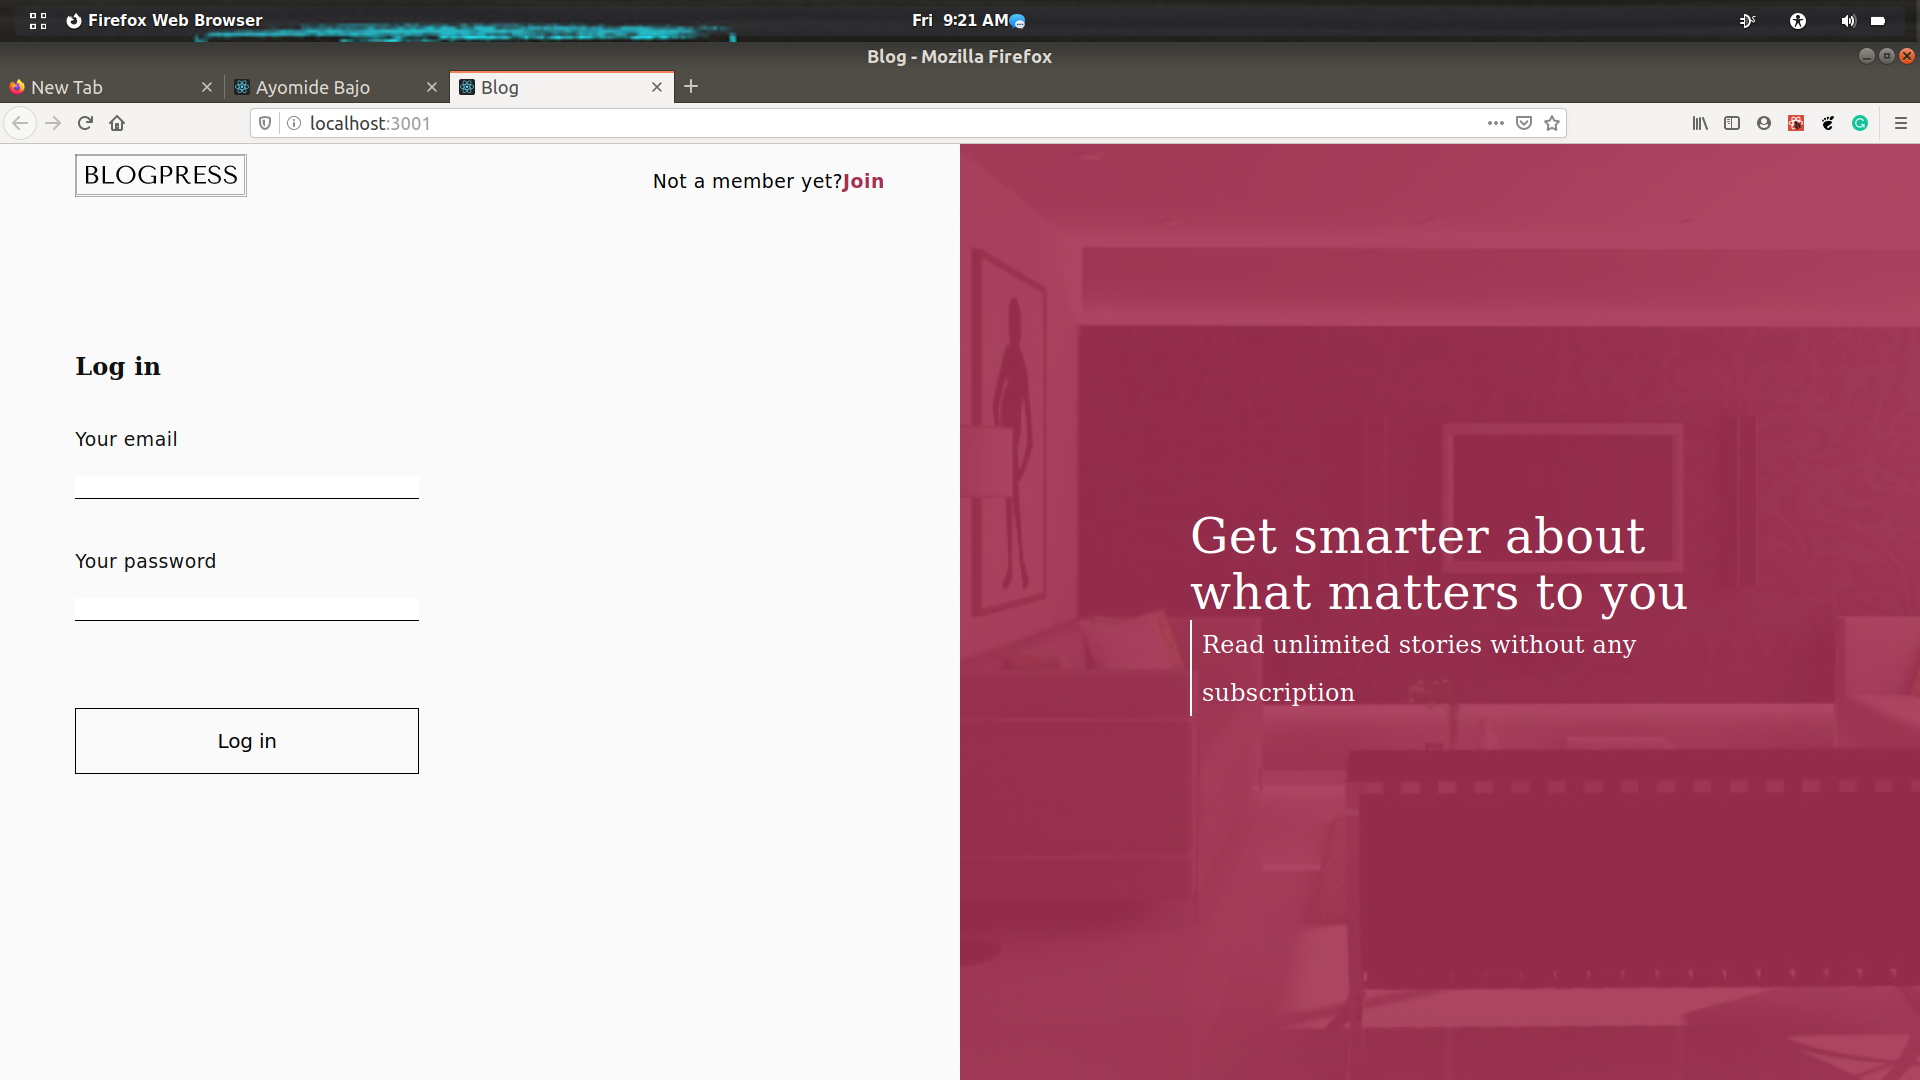 Firefox Web Browser
Fri 9:21 AM
Blog - Mozilla Firefox
New Tab
Ayomide Bajo
Blog
localhost:3001
BLOGPRESS
Not a member yet?Join
Log in
Your email
Your password
Log in
Get smarter about
what matters to you
Read unlimited stories without any
subscription